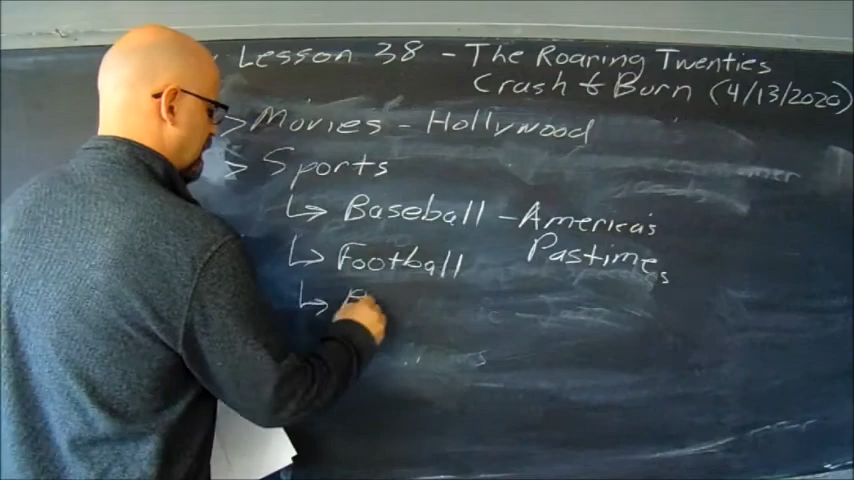 Lesson 38 - The Roaring Twenties
Crash & Burn (4/13/2020)
> Movies - Hollywood
> Sports
↳ Baseball - America's
Pastimes
↳ Football
↳